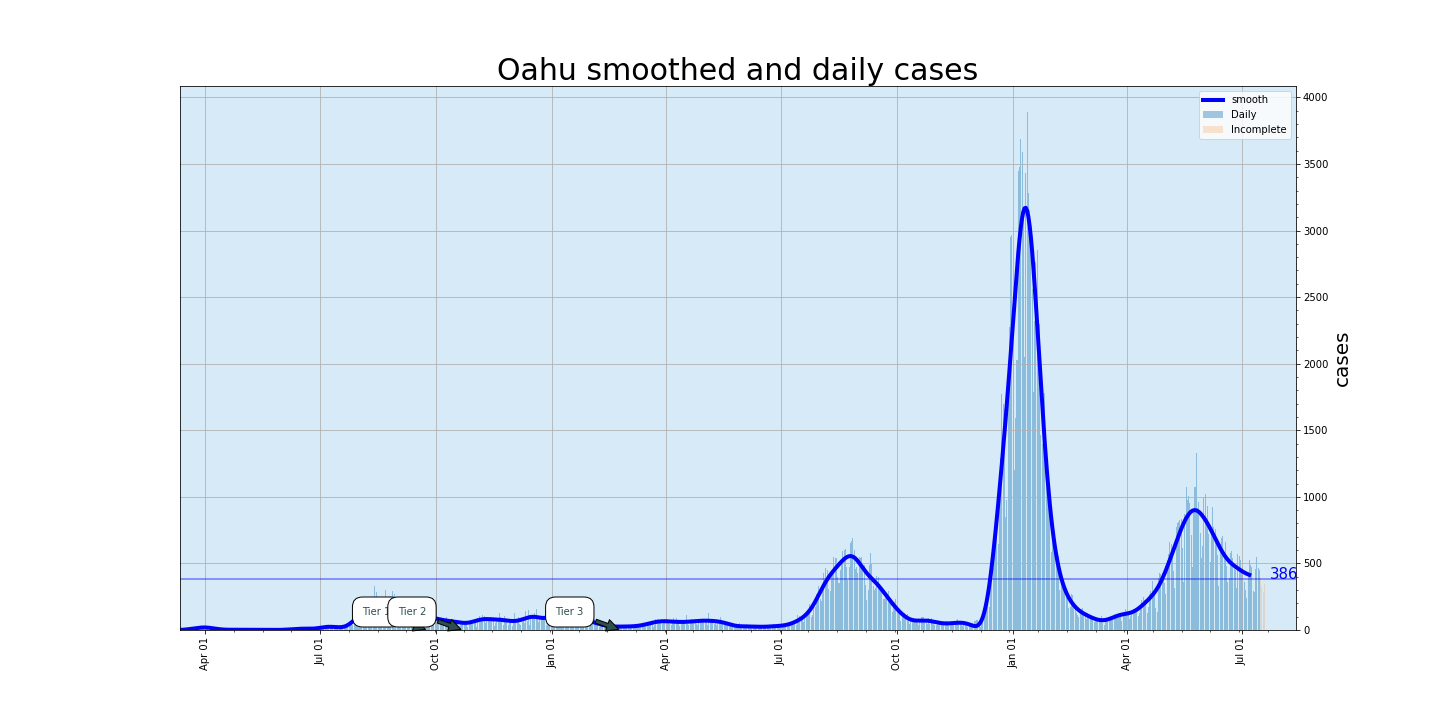 Oahu smoothed and daily cases
smooth
Daily
Incomplete
4000
3500
3000
2500
2000
1500
1000
500
0
cases
386
Tier 1
Tier 2
Tier 3
Apr 01
Jul 01
Oct 01
Jan 01
Apr 01
Jul 01
Oct 01
Jan 01
Apr 01
Jul 01